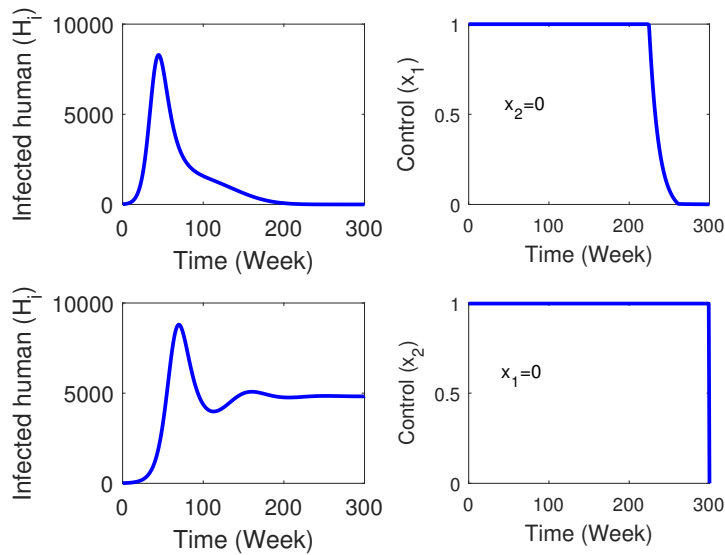 Infected human (H_i)
10000
5000
0
0 100 200 300
Time (Week)
Control (x_1)
1
0.5
0
x_2=0
0 100 200 300
Time (Week)
Infected human (H_i)
10000
5000
0
0 100 200 300
Time (Week)
Control (x_2)
1
0.5
0
x_1=0
0 100 200 300
Time (Week)